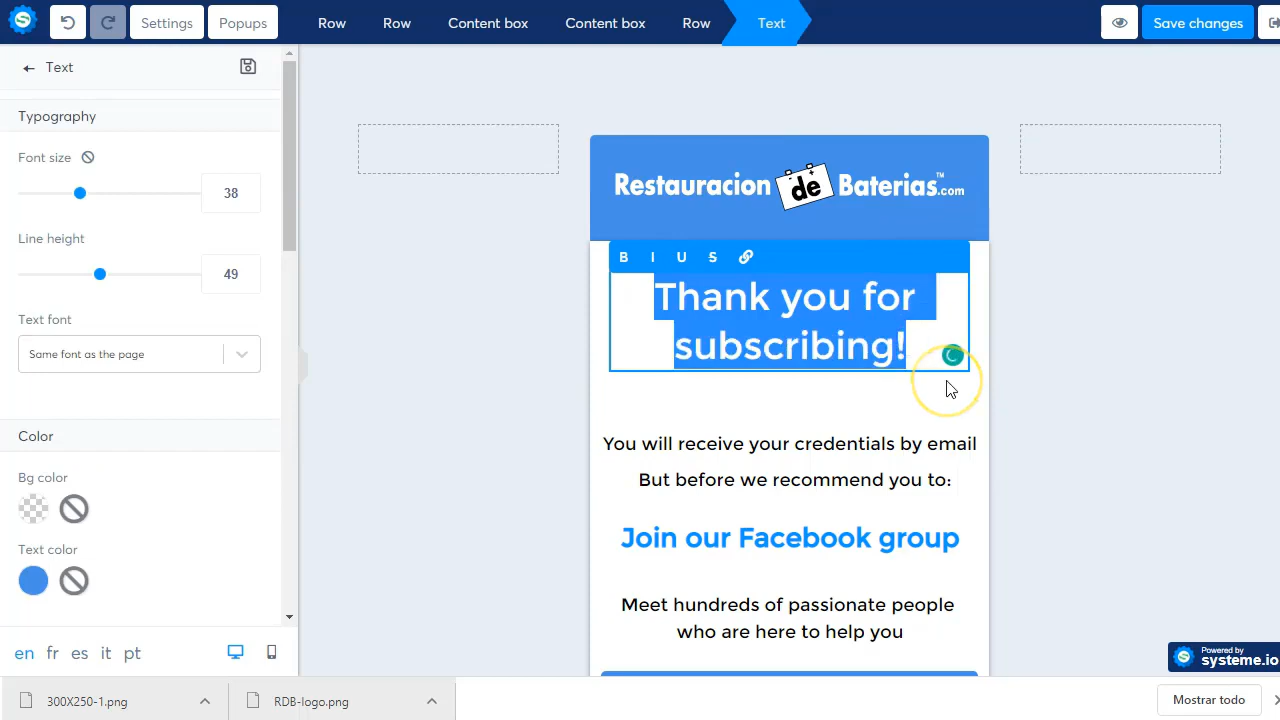 Settings
Popups
Row
Row
Content box
Content box
Row
Text
Save changes
Text
Typography
Font size
38
Line height
49
Text font
Same font as the page
Color
Bg color
Text color
en fr es it pt
Restauracion de Baterias™.com
B I U S
Thank you for
subscribing!
You will receive your credentials by email
But before we recommend you to:
Join our Facebook group
Meet hundreds of passionate people
who are here to help you
Powered by
systeme.io
300X250-1.png
RDB-logo.png
Mostrar todo